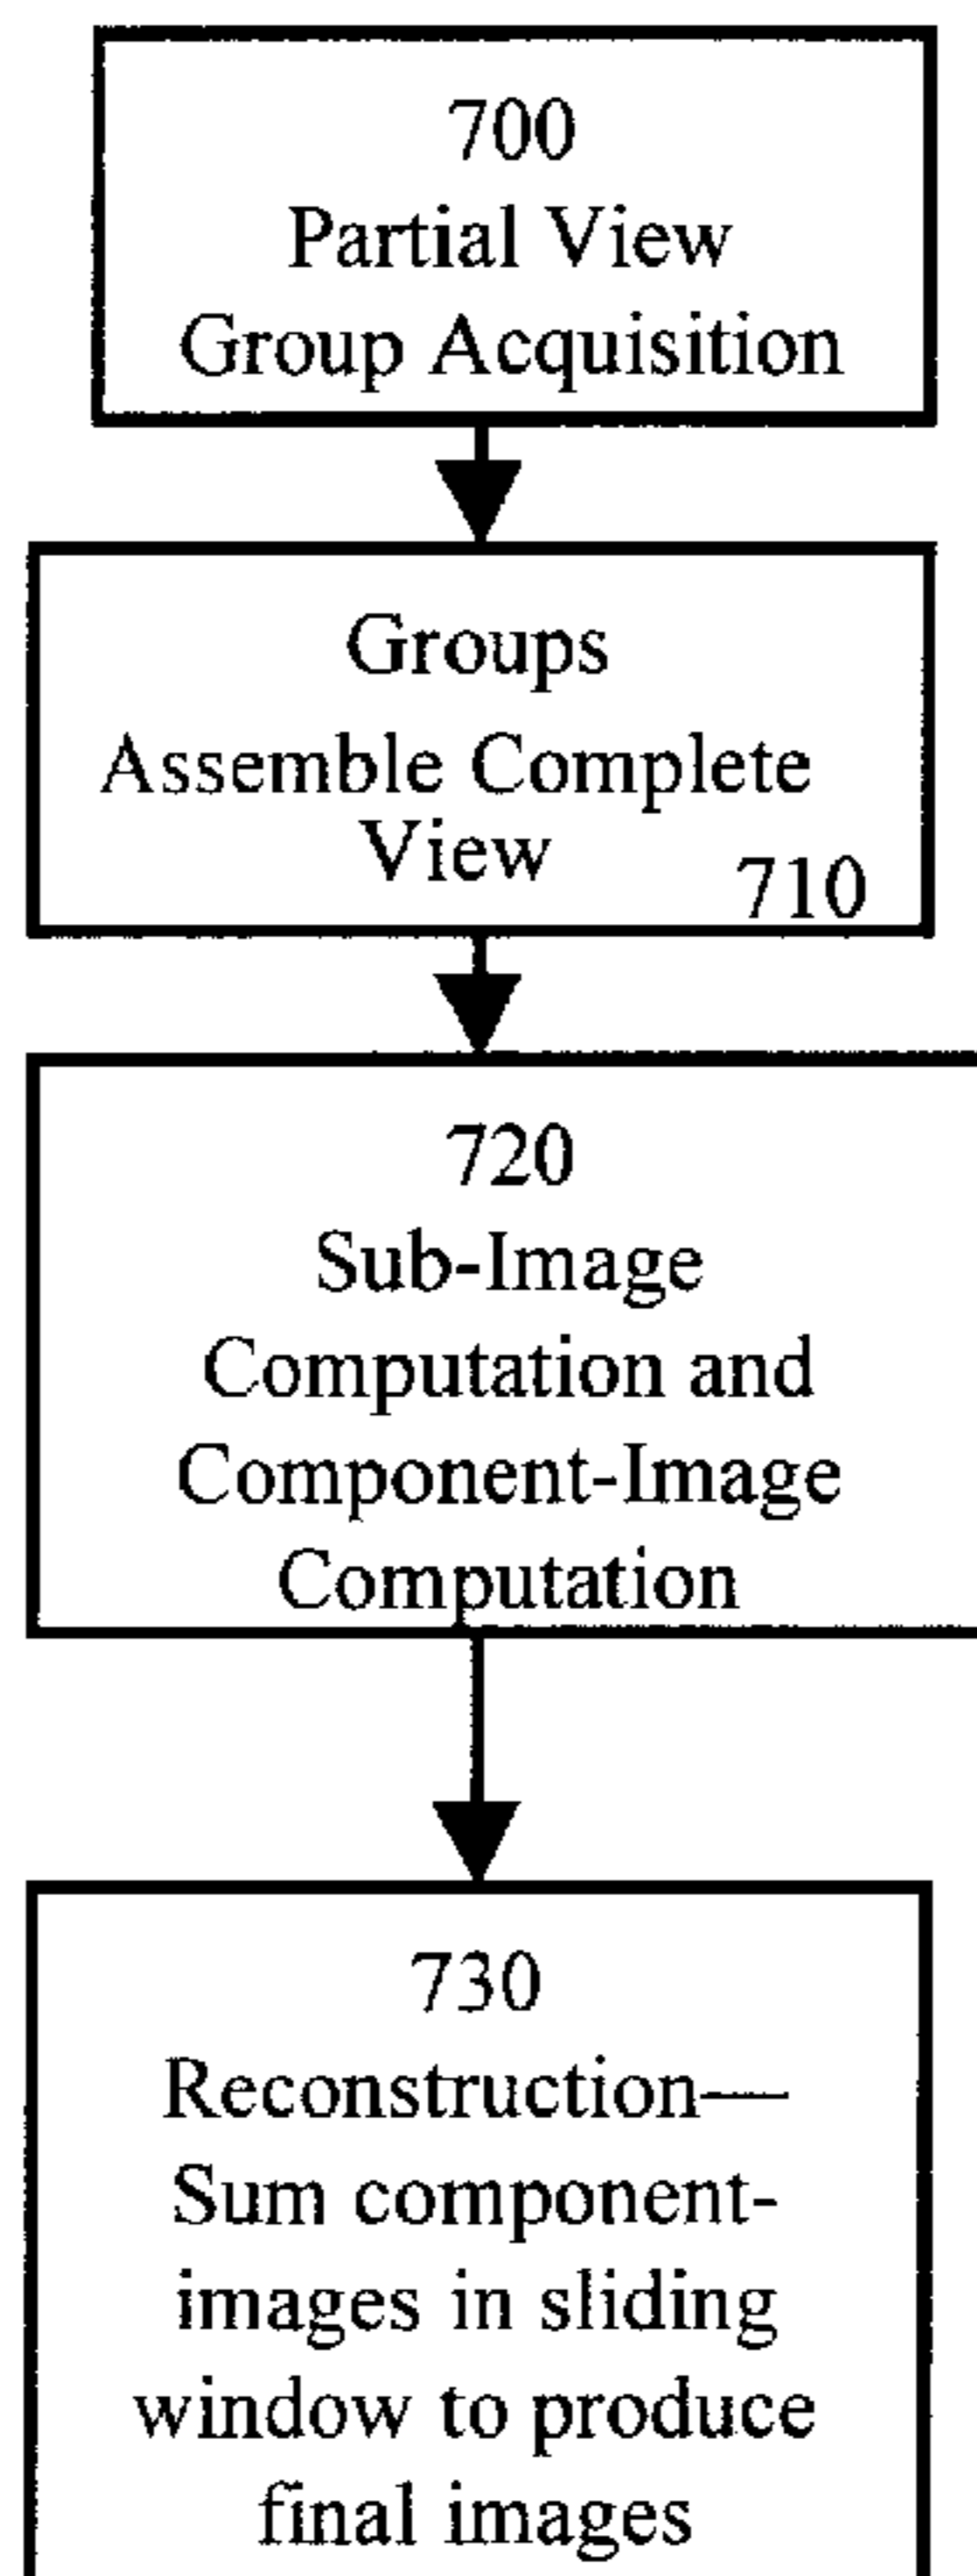 700
Partial View
Group Acquisition
Groups
Assemble Complete
View
710
720
Sub-Image
Computation and
Component-Image
Computation
730
Reconstruction—
Sum component-
images in sliding
window to produce
final images